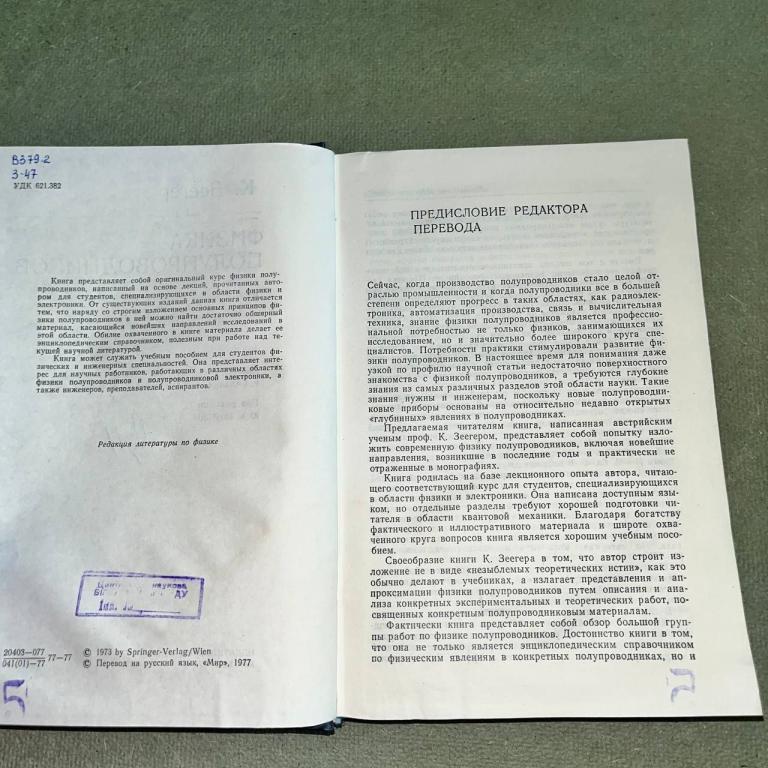 В379.2
З-47
УДК 621.382
Книга представляет собой оригинальный курс физики полу-
проводников, написанный на основе лекций, прочитанных авто-
ром для студентов, специализирующихся в области физики и
электроники. От существующих изданий данная книга отличается
тем, что наряду со строгим изложением основных принципов фи-
зики полупроводников в ней можно найти достаточно обширный
материал, касающийся новейших направлений исследований в
этой области. Обилие охваченного в книге материала делает ее
энциклопедическим справочником, полезным при работе над те-
кущей научной литературой.
Книга может служить учебным пособием для студентов фи-
зических и инженерных специальностей. Она представляет инте-
рес для научных работников, работающих в различных областях
физики полупроводников и полупроводниковой электроники, а
также инженеров, преподавателей, аспирантов.
Редакция литературы по физике
наукова
ДУ
Інв. №
20403—077
041(01)—77 77—77
© 1973 by Springer-Verlag/Wien
© Перевод на русский язык, «Мир», 1977
ПРЕДИСЛОВИЕ РЕДАКТОРА
ПЕРЕВОДА
Сейчас, когда производство полупроводников стало целой от-
раслью промышленности и когда полупроводники все в большей
степени определяют прогресс в таких областях, как радиоэлек-
троника, автоматизация производства, связь и вычислительная
техника, знание физики полупроводников является профессио-
нальной потребностью не только физиков, занимающихся их
исследованием, но и значительно более широкого круга спе-
циалистов. Потребности практики стимулировали развитие фи-
зики полупроводников. В настоящее время для понимания даже
узкой по профилю научной статьи недостаточно поверхностного
знакомства с физикой полупроводников, а требуются глубокие
знания из самых различных разделов этой области науки. Такие
знания нужны и инженерам, поскольку новые полупроводни-
ковые приборы основаны на относительно недавно открытых
«глубинных» явлениях в полупроводниках.
Предлагаемая читателям книга, написанная австрийским
ученым проф. К. Зеегером, представляет собой попытку изло-
жить современную физику полупроводников, включая новейшие
направления, возникшие в последние годы и практически не
отраженные в монографиях.
Книга родилась на базе лекционного опыта автора, читаю-
щего соответствующий курс для студентов, специализирующихся
в области физики и электроники. Она написана доступным язы-
ком, но отдельные разделы требуют хорошей подготовки чи-
тателя в области квантовой механики. Благодаря богатству
фактического и иллюстративного материала и широте охва-
ченного круга вопросов книга является хорошим учебным посо-
бием.
Своеобразие книги К. Зеегера в том, что автор строит из-
ложение не в виде «незыблемых теоретических истин», как это
обычно делают в учебниках, а излагает представления и ап-
проксимации физики полупроводников путем описания и ана-
лиза конкретных экспериментальных и теоретических работ, по-
священных конкретным полупроводниковым материалам.
Фактически книга представляет собой обзор большой груп-
пы работ по физике полупроводников. Достоинство книги в том,
что она не только является энциклопедическим справочником
по физическим явлениям в конкретных полупроводниках, но и